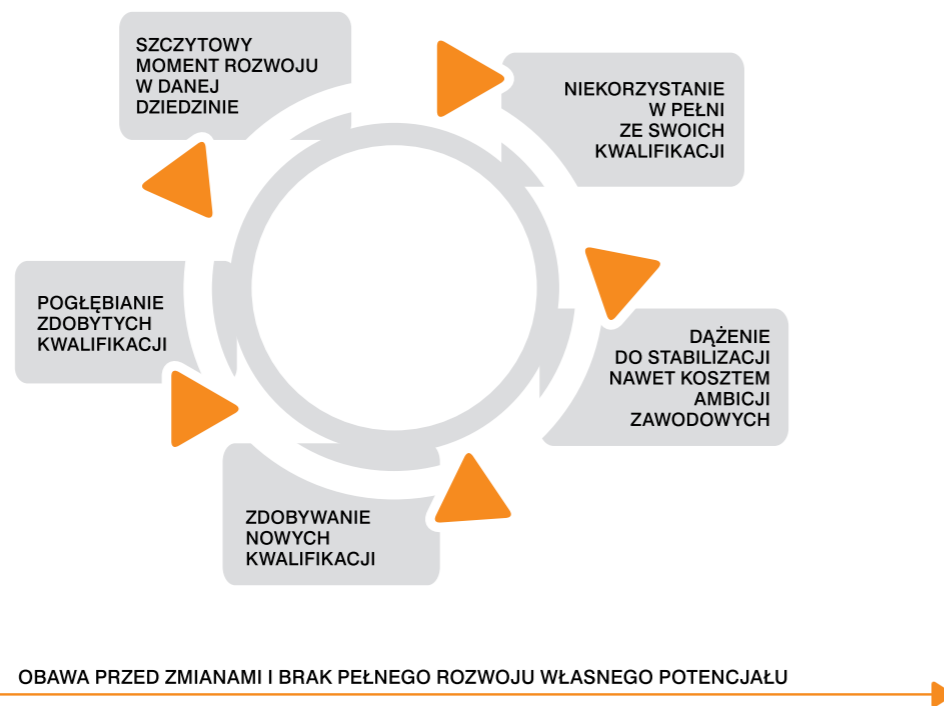 SZCZYTOWY
MOMENT ROZWOJU
W DANEJ
DZIEDZINIE
NIEKORZYSTANIE
W PEŁNI
ZE SWOICH
KWALIFIKACJI
POGŁĘBIANIE
ZDOBYTYCH
KWALIFIKACJI
DĄŻENIE
DO STABILIZACJI
NAWET KOSZTEM
AMBICJI
ZAWODOWYCH
ZDOBYWANIE
NOWYCH
KWALIFIKACJI
OBAWA PRZED ZMIANAMI I BRAK PEŁNEGO ROZWOJU WŁASNEGO POTENCJAŁU